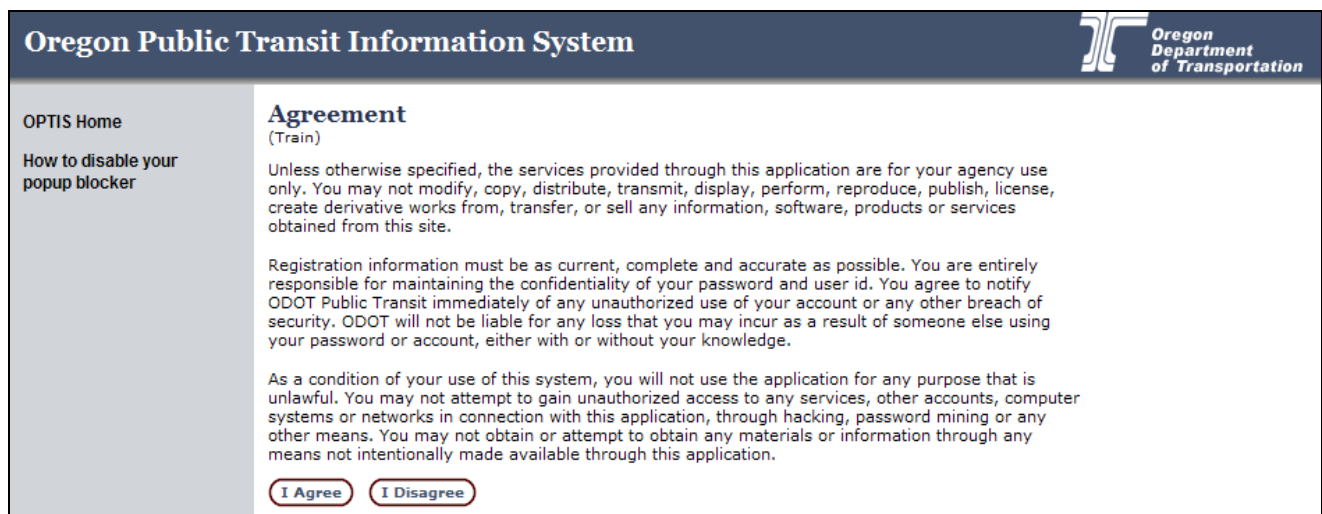 Oregon Public Transit Information System
Oregon
Department
of Transportation
OPTIS Home
How to disable your
popup blocker
Agreement
(Train)
Unless otherwise specified, the services provided through this application are for your agency use
only. You may not modify, copy, distribute, transmit, display, perform, reproduce, publish, license,
create derivative works from, transfer, or sell any information, software, products or services
obtained from this site.
Registration information must be as current, complete and accurate as possible. You are entirely
responsible for maintaining the confidentiality of your password and user id. You agree to notify
ODOT Public Transit immediately of any unauthorized use of your account or any other breach of
security. ODOT will not be liable for any loss that you may incur as a result of someone else using
your password or account, either with or without your knowledge.
As a condition of your use of this system, you will not use the application for any purpose that is
unlawful. You may not attempt to gain unauthorized access to any services, other accounts, computer
systems or networks in connection with this application, through hacking, password mining or any
other means. You may not obtain or attempt to obtain any materials or information through any
means not intentionally made available through this application.
I Agree
I Disagree